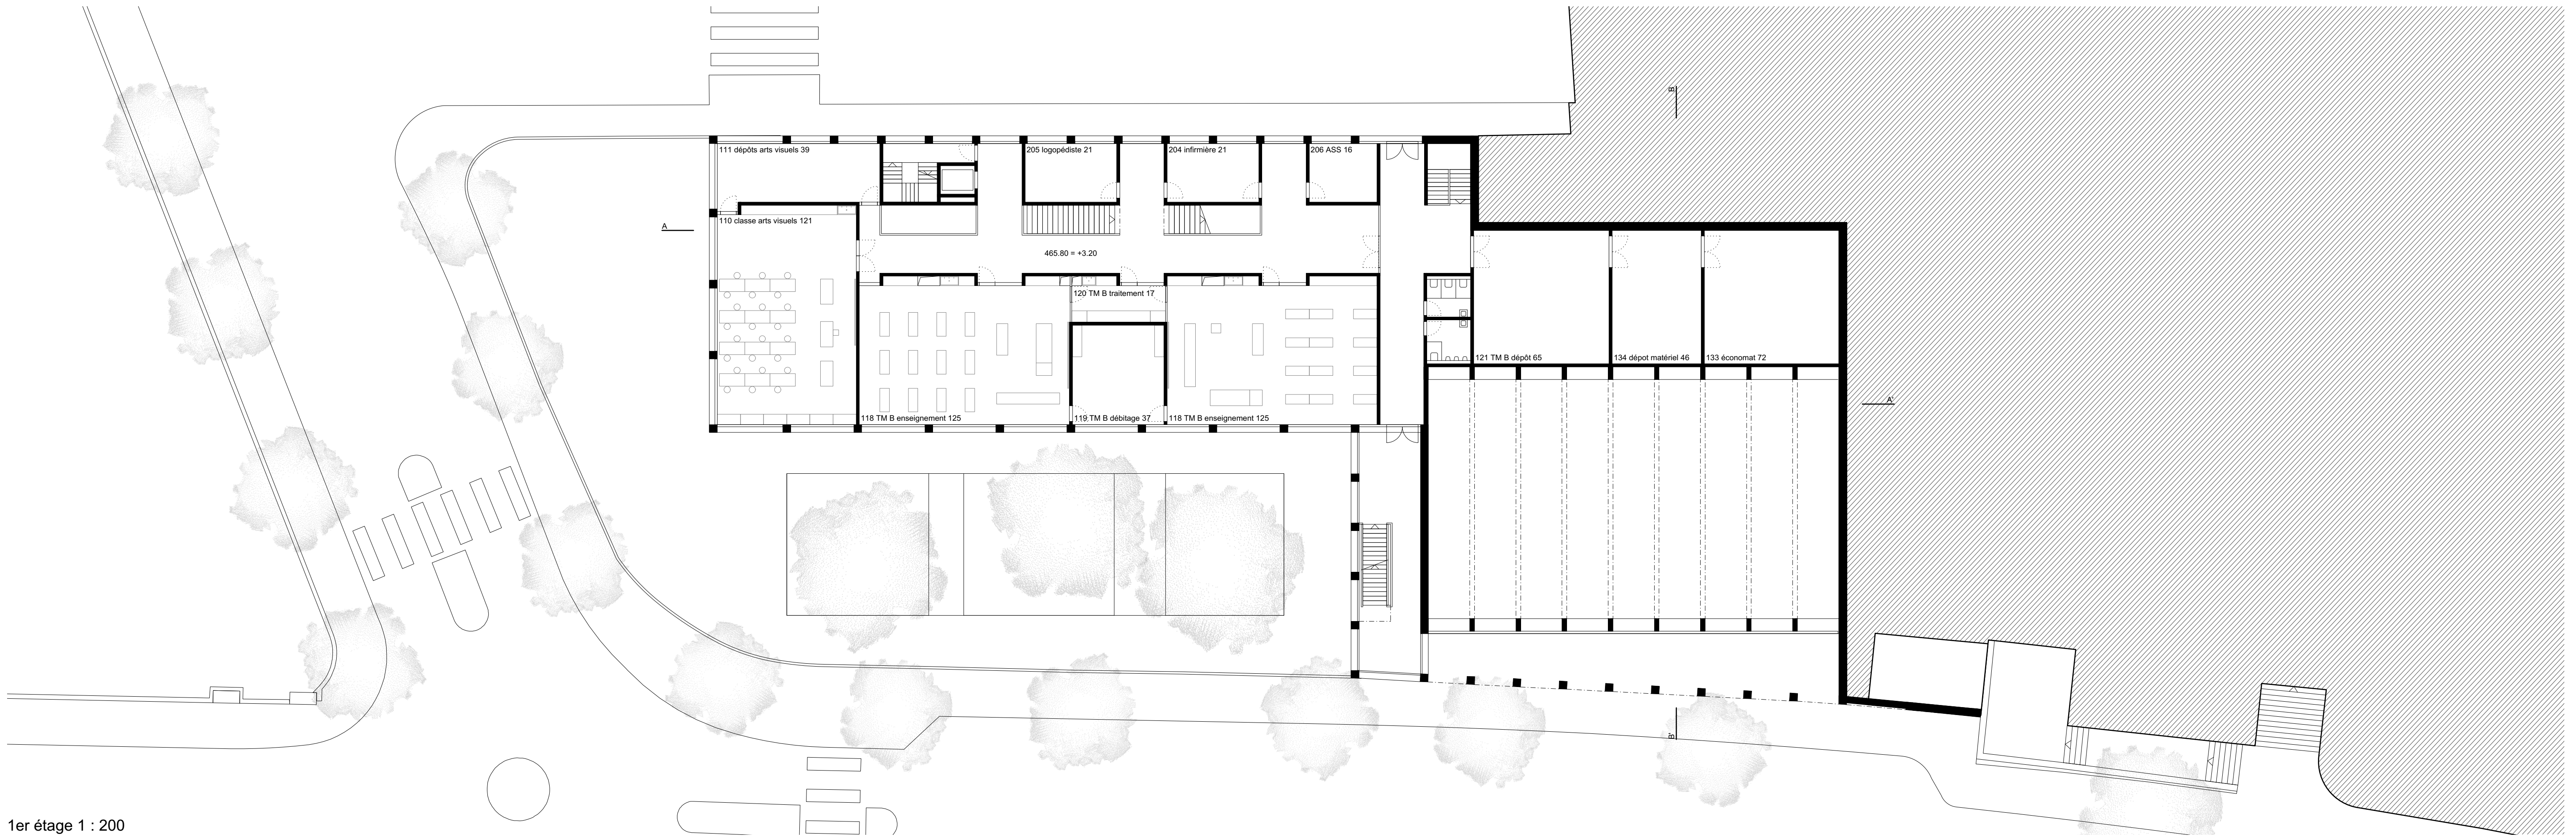 B
111 dépôts arts visuels 39
205 logopédiste 21
204 infirmière 21
206 ASS 16
A
110 classe arts visuels 121
465.80 = +3.20
120 TM B traitement 17
121 TM B dépôt 65
134 dépot matériel 46
133 économat 72
A'
118 TM B enseignement 125
119 TM B débitage 37
118 TM B enseignement 125
B'
1er étage 1 : 200